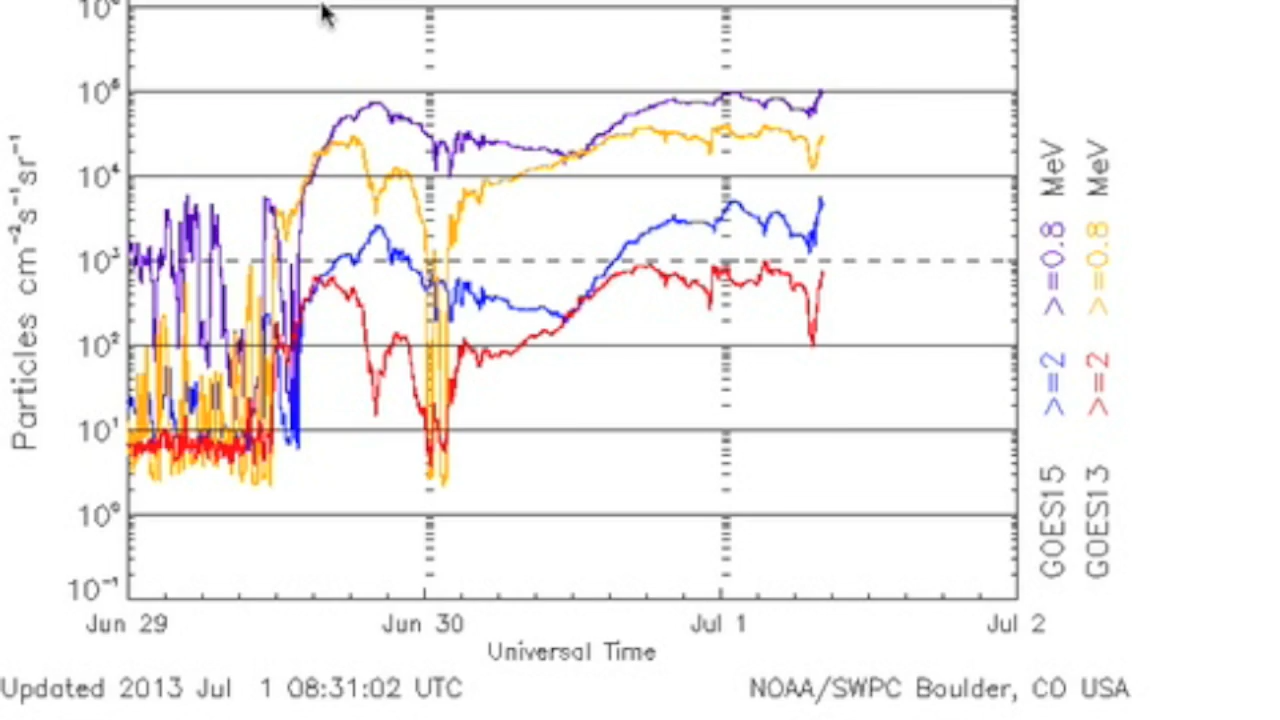 10⁶
10⁵
10⁴
10³
10²
10¹
10⁰
10⁻¹
Particles cm⁻²s⁻¹sr⁻¹
Jun 29 Jun 30 Jul 1 Jul 2
Universal Time
Updated 2013 Jul 1 08:31:02 UTC
NOAA/SWPC Boulder, CO USA
GOES15 >=2 >=0.8 MeV
GOES13 >=2 >=0.8 MeV